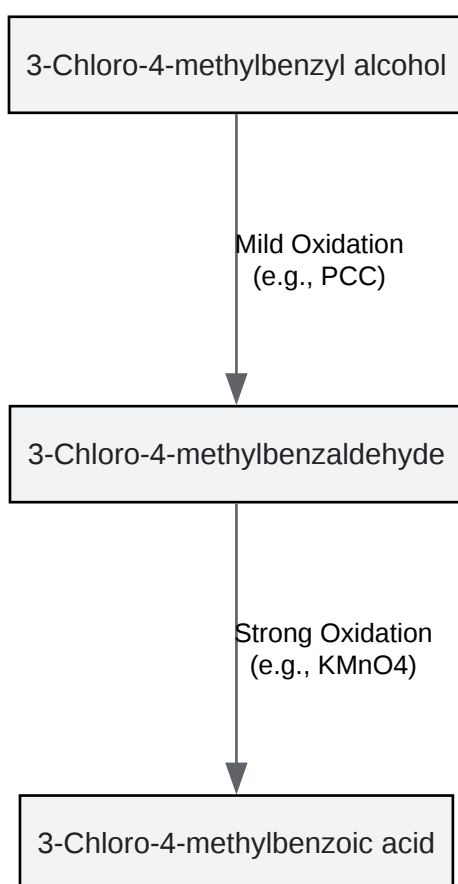 3-Chloro-4-methylbenzyl alcohol
Mild Oxidation
(e.g., PCC)
3-Chloro-4-methylbenzaldehyde
Strong Oxidation
(e.g., KMnO4)
3-Chloro-4-methylbenzoic acid